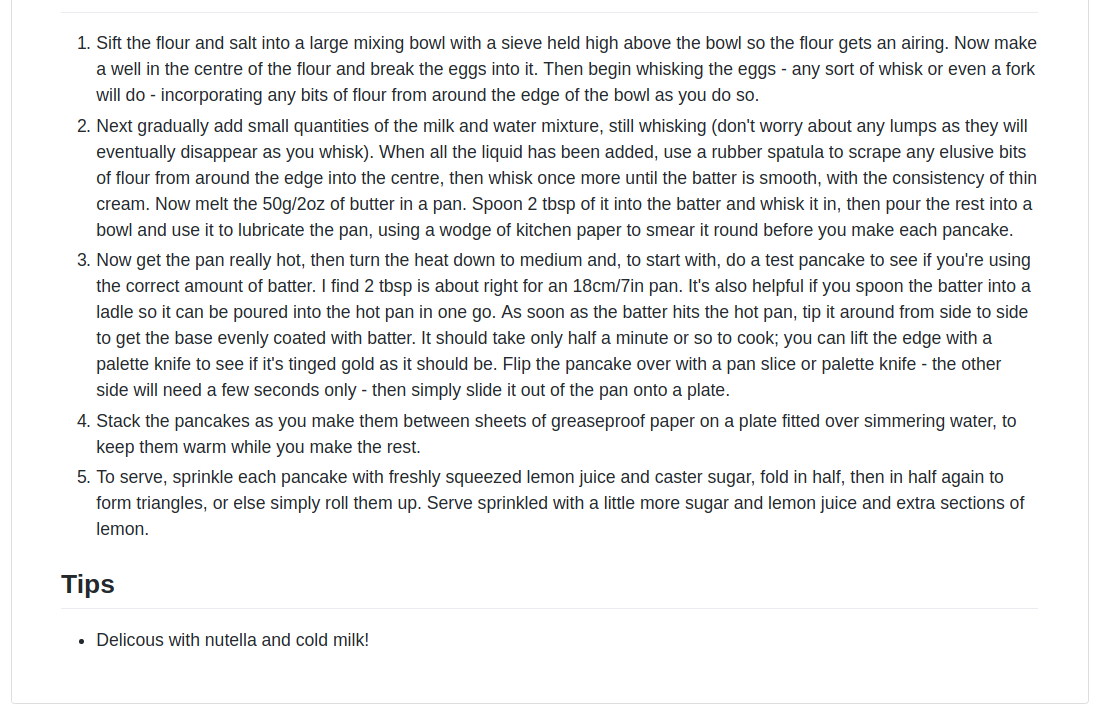 1. Sift the flour and salt into a large mixing bowl with a sieve held high above the bowl so the flour gets an airing. Now make
a well in the centre of the flour and break the eggs into it. Then begin whisking the eggs - any sort of whisk or even a fork
will do - incorporating any bits of flour from around the edge of the bowl as you do so.
2. Next gradually add small quantities of the milk and water mixture, still whisking (don't worry about any lumps as they will
eventually disappear as you whisk). When all the liquid has been added, use a rubber spatula to scrape any elusive bits
of flour from around the edge into the centre, then whisk once more until the batter is smooth, with the consistency of thin
cream. Now melt the 50g/2oz of butter in a pan. Spoon 2 tbsp of it into the batter and whisk it in, then pour the rest into a
bowl and use it to lubricate the pan, using a wodge of kitchen paper to smear it round before you make each pancake.
3. Now get the pan really hot, then turn the heat down to medium and, to start with, do a test pancake to see if you're using
the correct amount of batter. I find 2 tbsp is about right for an 18cm/7in pan. It's also helpful if you spoon the batter into a
ladle so it can be poured into the hot pan in one go. As soon as the batter hits the hot pan, tip it around from side to side
to get the base evenly coated with batter. It should take only half a minute or so to cook; you can lift the edge with a
palette knife to see if it's tinged gold as it should be. Flip the pancake over with a pan slice or palette knife - the other
side will need a few seconds only - then simply slide it out of the pan onto a plate.
4. Stack the pancakes as you make them between sheets of greaseproof paper on a plate fitted over simmering water, to
keep them warm while you make the rest.
5. To serve, sprinkle each pancake with freshly squeezed lemon juice and caster sugar, fold in half, then in half again to
form triangles, or else simply roll them up. Serve sprinkled with a little more sugar and lemon juice and extra sections of
lemon.
Tips
• Delicous with nutella and cold milk!